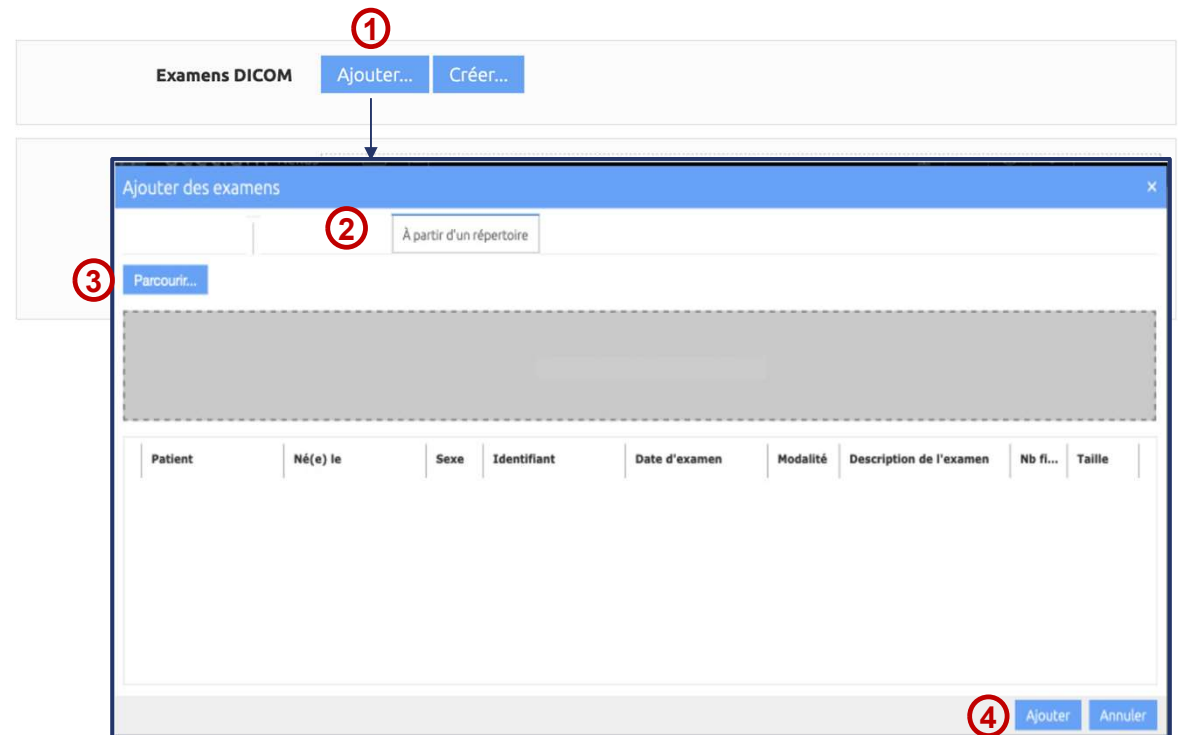 1
Examens DICOM Ajouter... Créer...
Ajouter des examens ×
2 À partir d'un répertoire
3 Parcourir...
Patient Né(e) le Sexe Identifiant Date d'examen Modalité Description de l'examen Nb fi... Taille
4 Ajouter Annuler